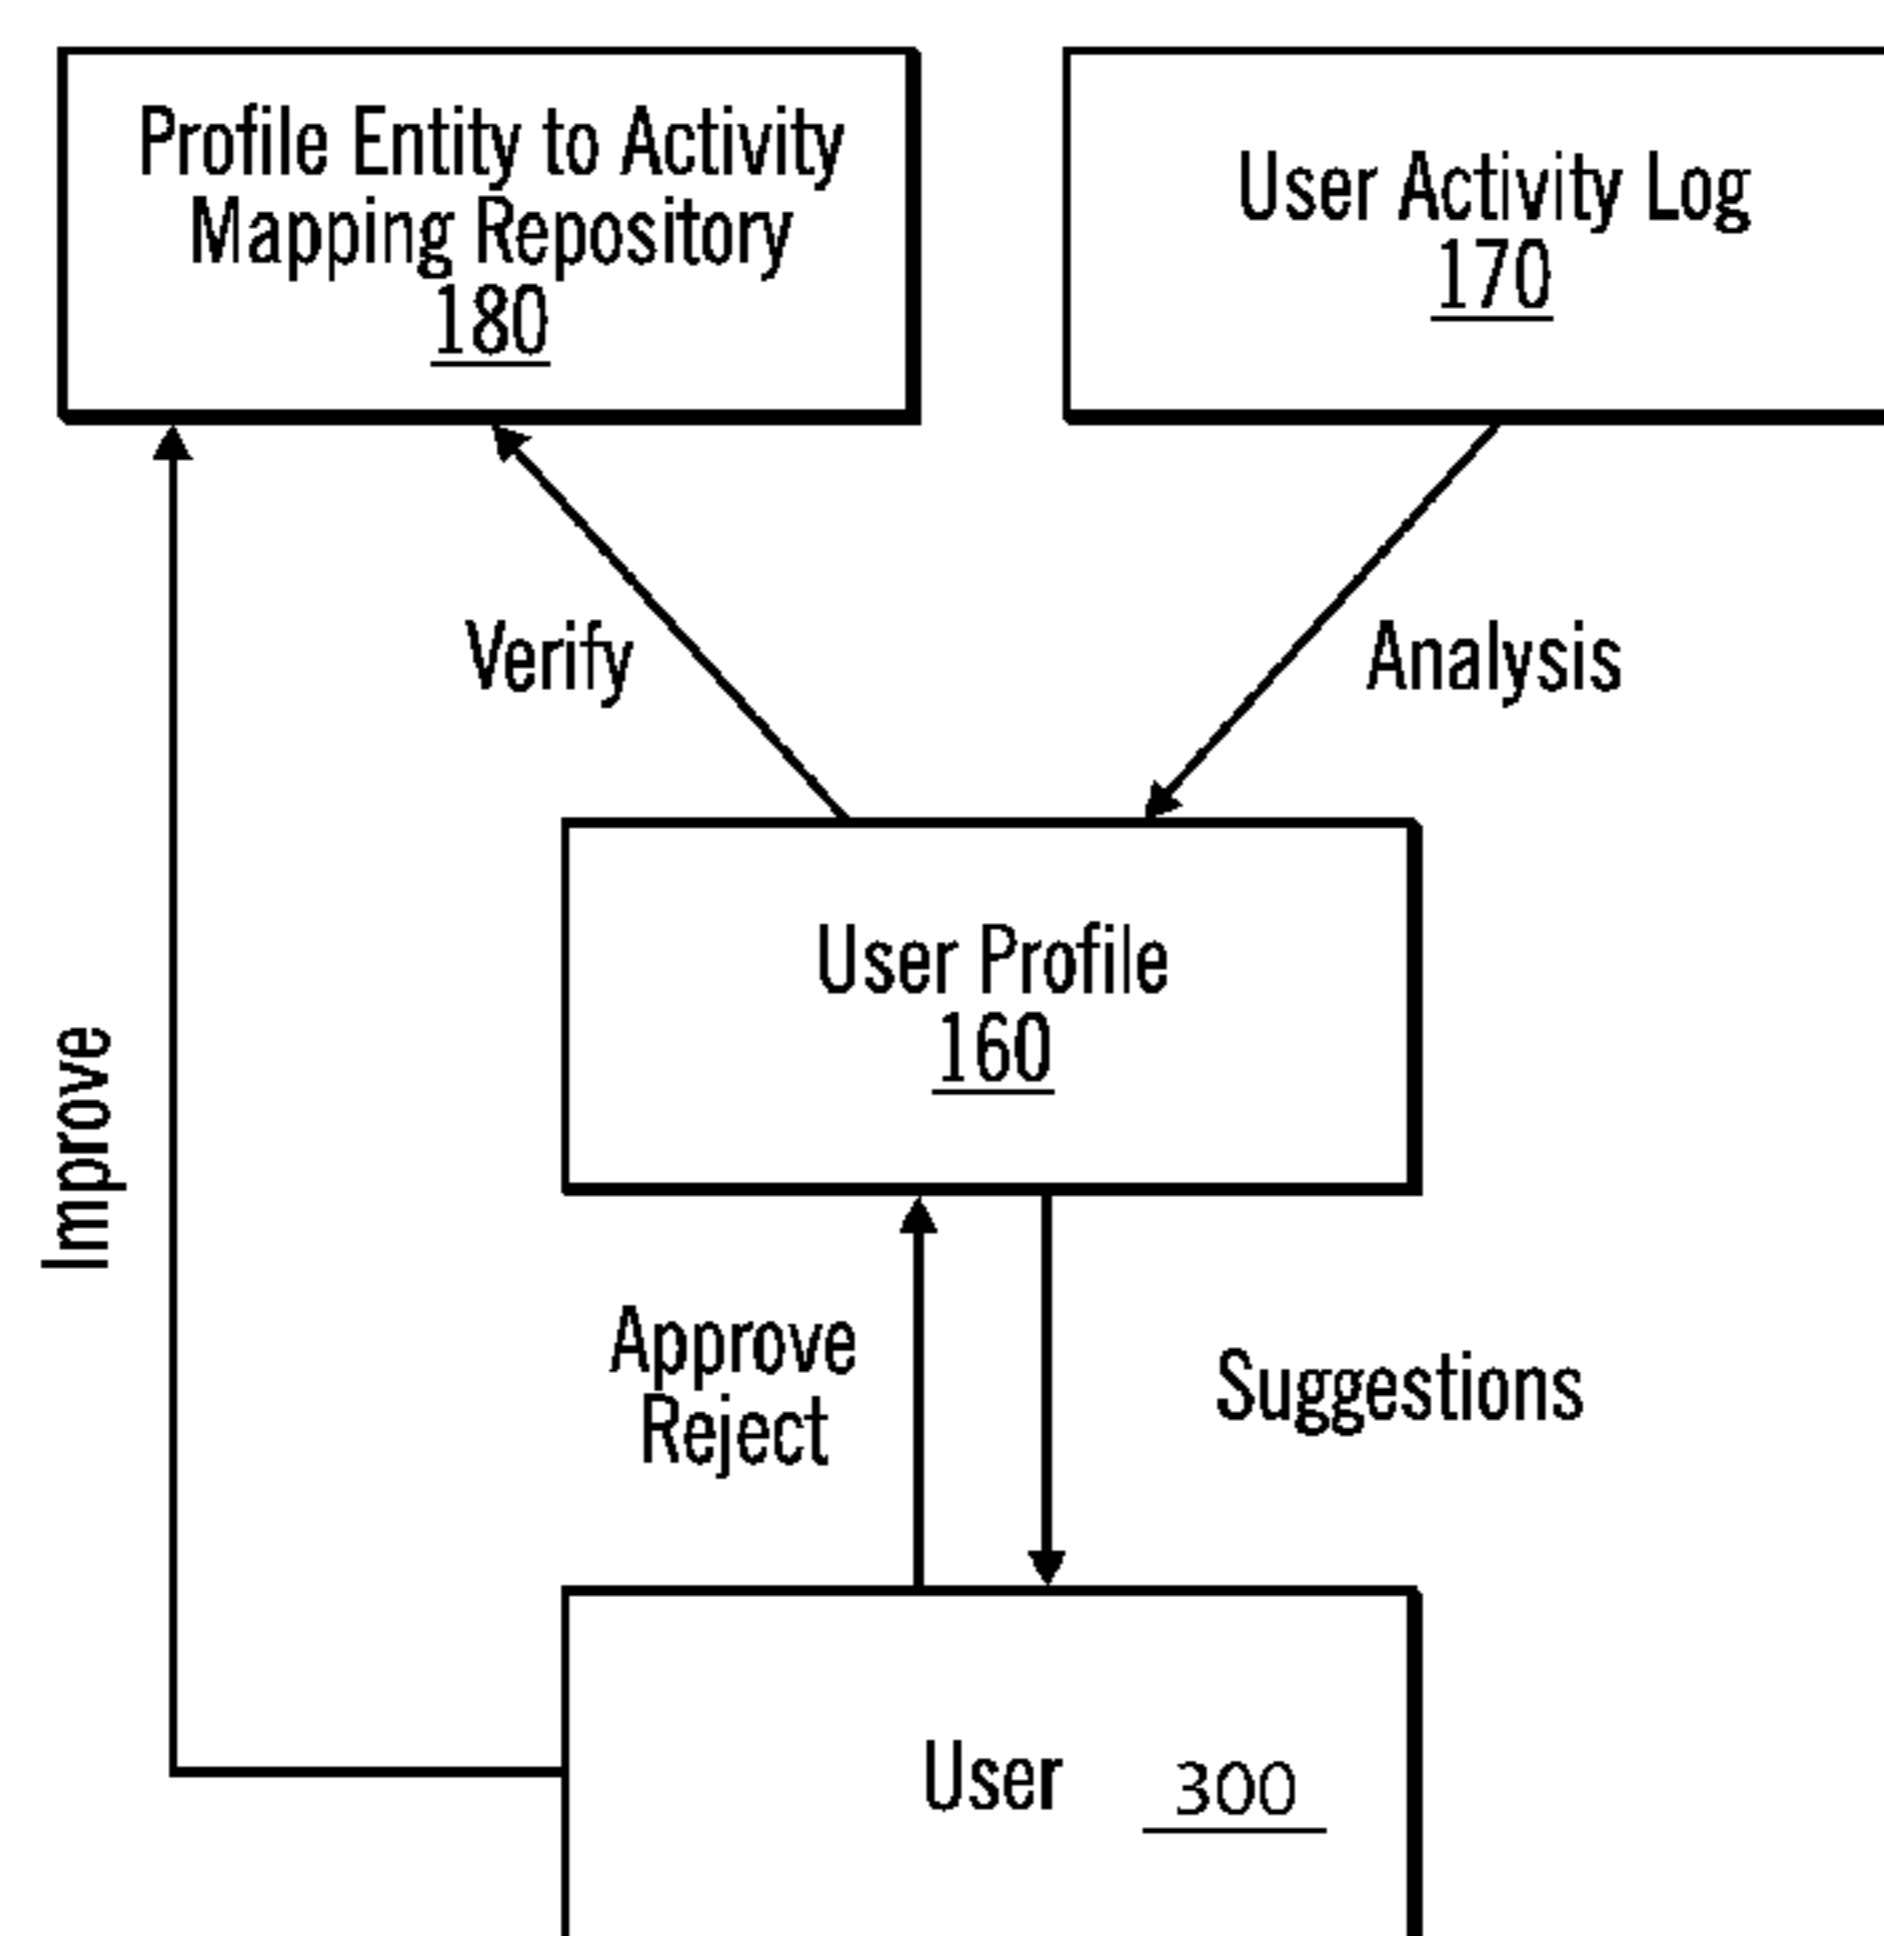 Profile Entity to Activity
Mapping Repository
180
User Activity Log
170
Verify
Analysis
User Profile
160
Improve
Approve
Reject
Suggestions
User 300